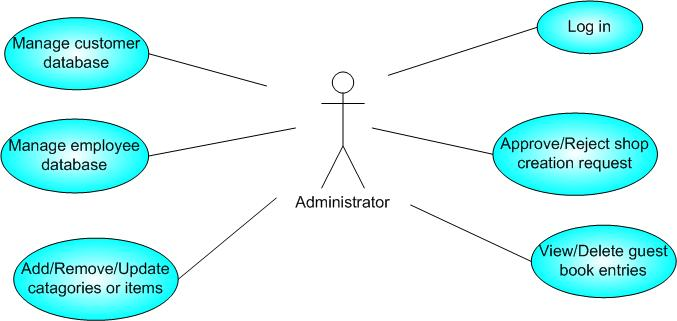 Manage customer
database
Log in
Manage employee
database
Approve/Reject shop
creation request
Administrator
Add/Remove/Update
catagories or items
View/Delete guest
book entries